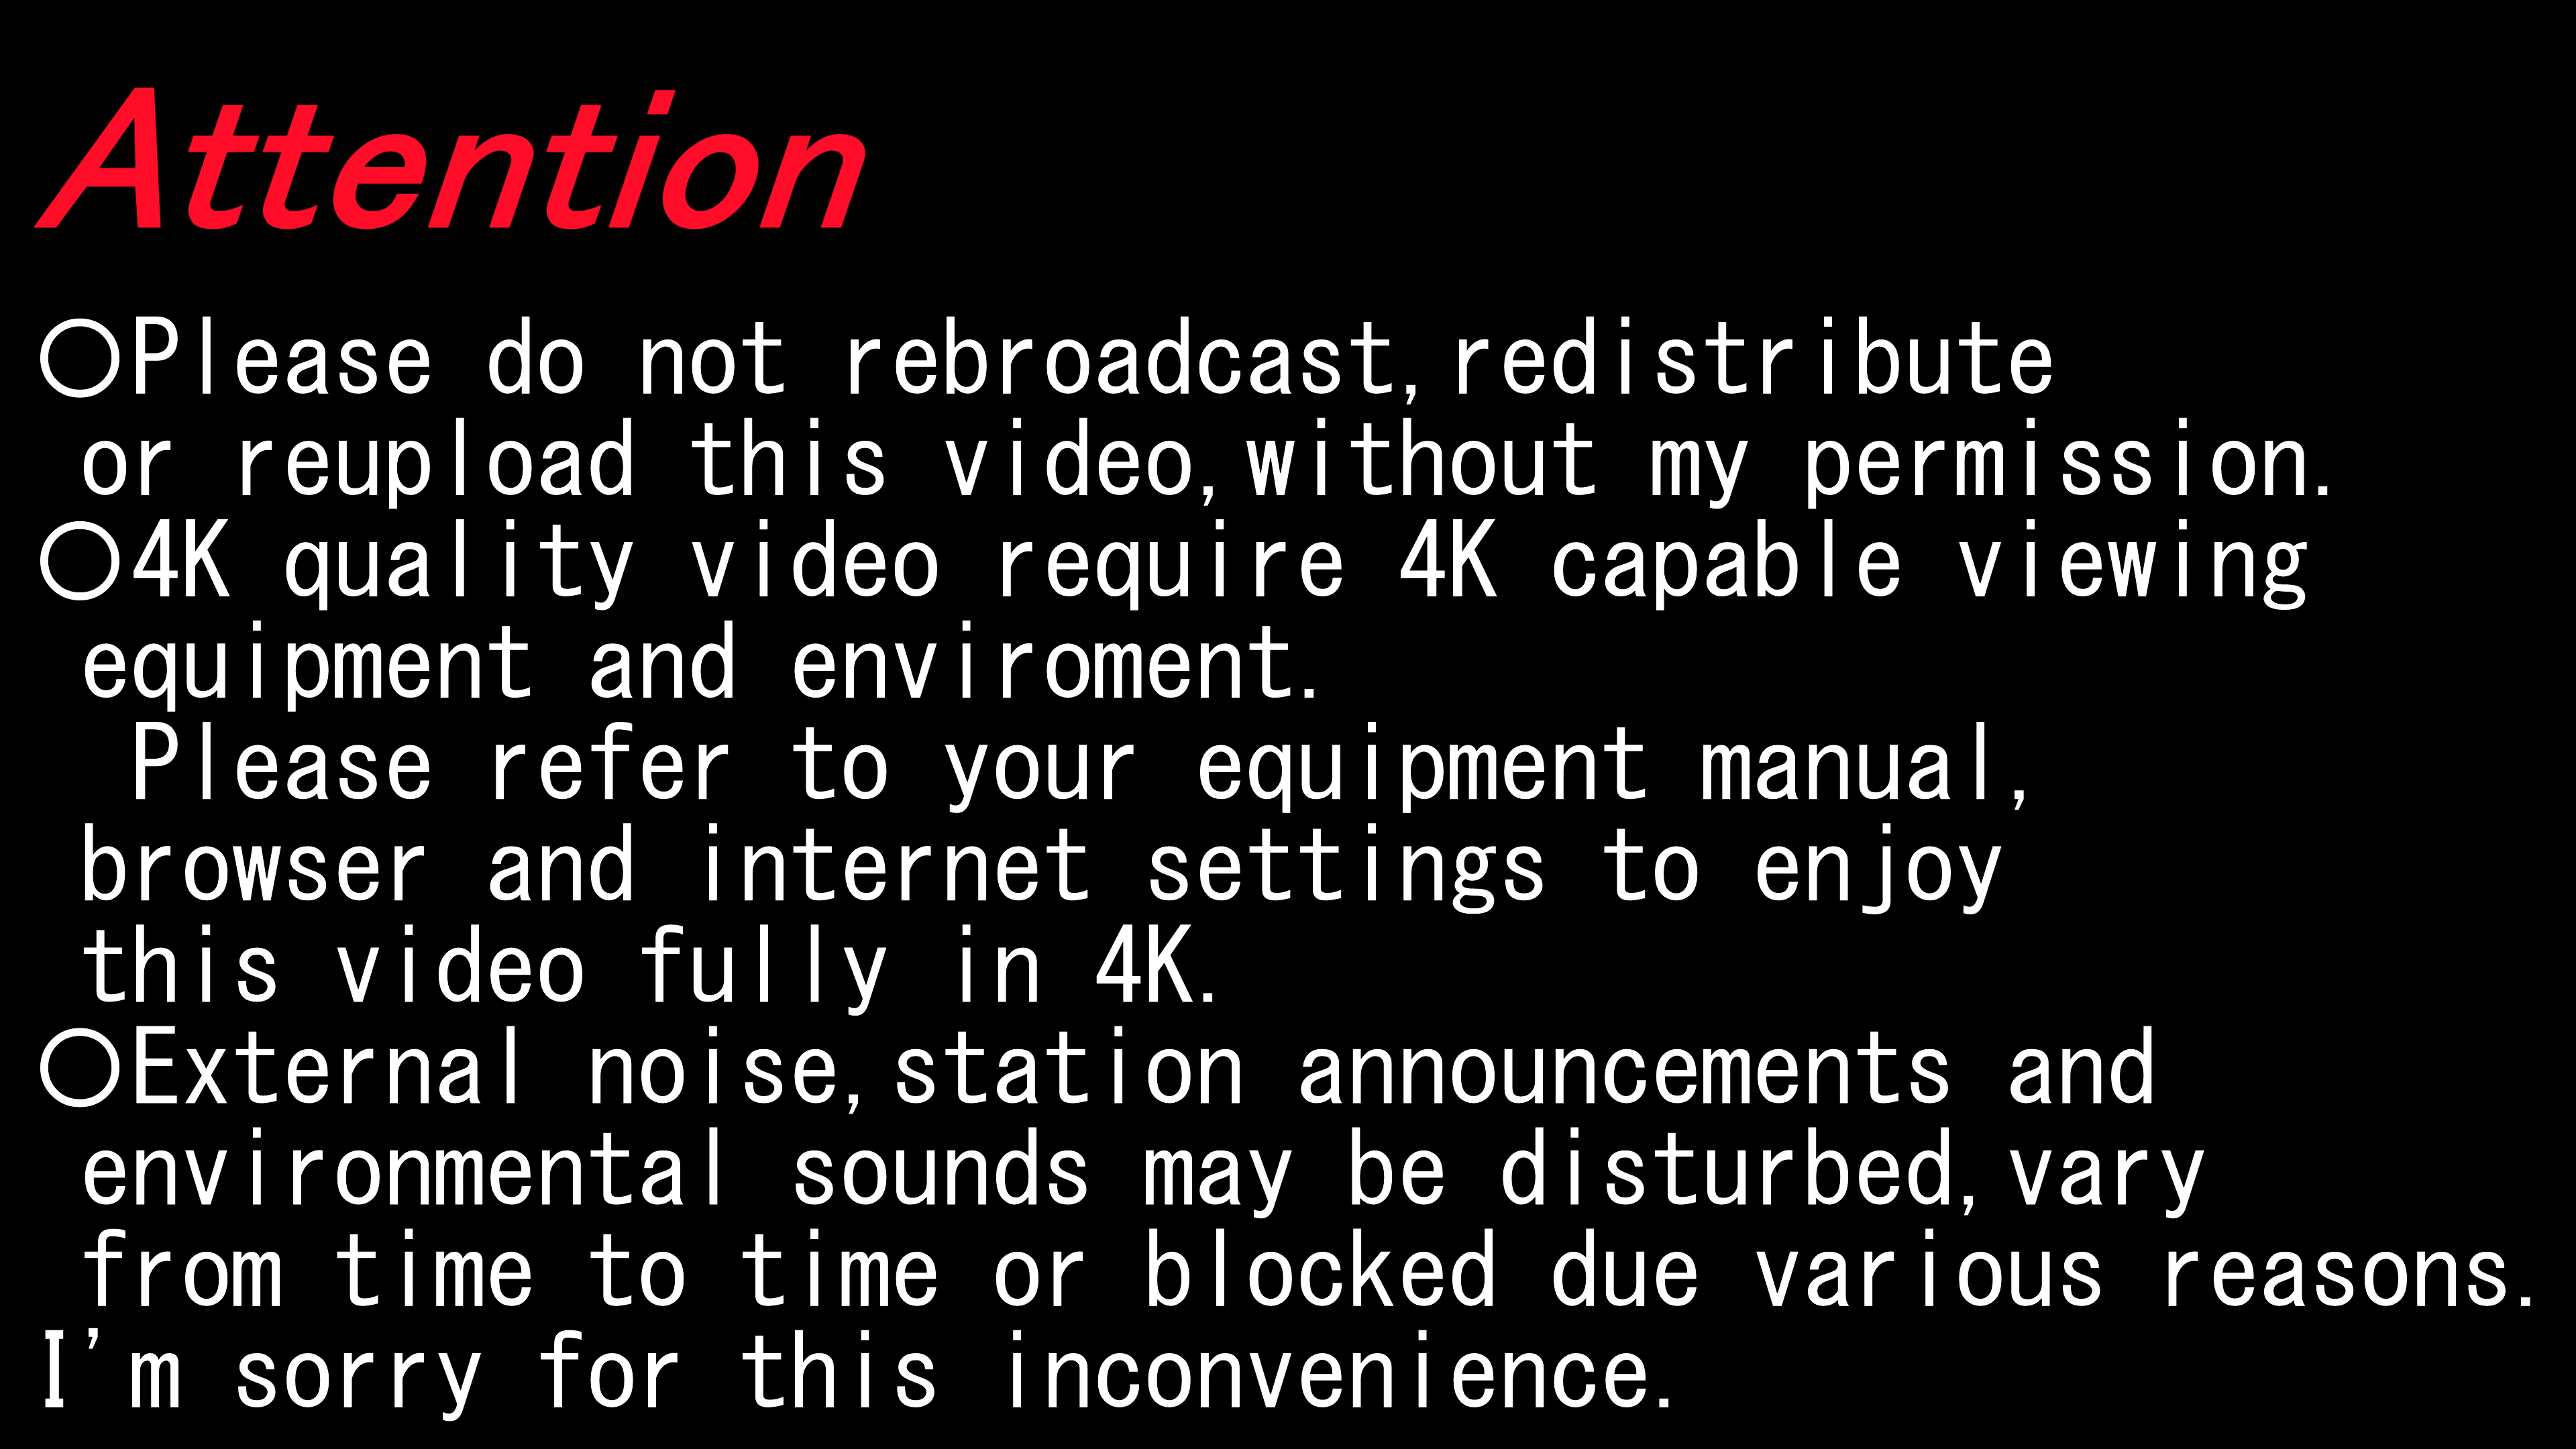 Attention
○Please do not rebroadcast,redistribute
or reupload this video,without my permission.
○4K quality video require 4K capable viewing
equipment and enviroment.
Please refer to your equipment manual,
browser and internet settings to enjoy
this video fully in 4K.
○External noise,station announcements and
environmental sounds may be disturbed,vary
from time to time or blocked due various reasons.
I'm sorry for this inconvenience.